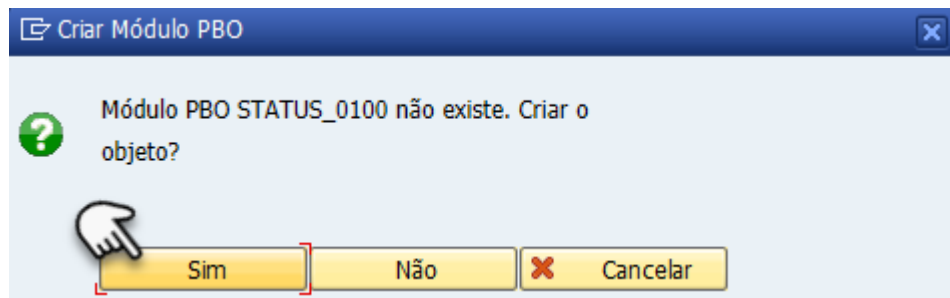 Criar Módulo PBO
Módulo PBO STATUS_0100 não existe. Criar o
objeto?
Sim Não Cancelar